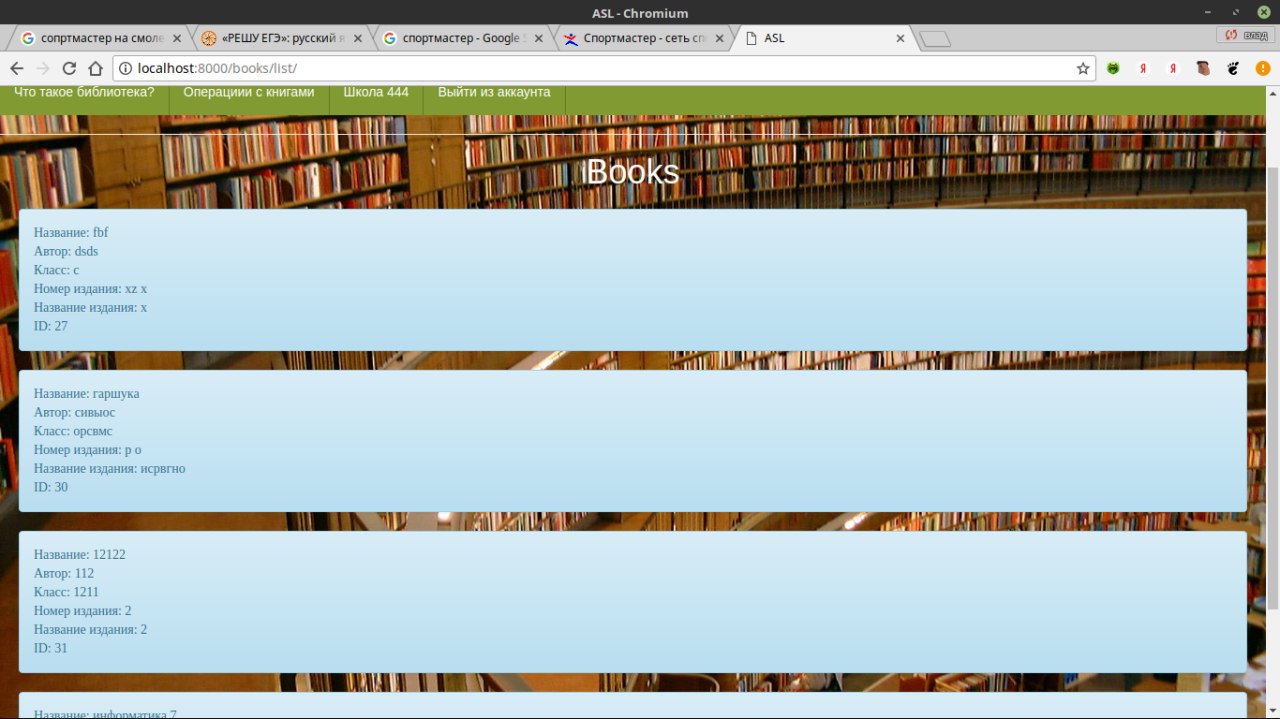 ASL - Chromium
сопртмастер на смоле
«РЕШУ ЕГЭ»: русский я
спортмастер - Google S
Спортмастер - сеть сп
ASL
влад
localhost:8000/books/list/
Что такое библиотека?
Операциии с книгами
Школа 444
Выйти из аккаунта
Books
Название: fbf
Автор: dsds
Класс: c
Номер издания: xz x
Название издания: x
ID: 27
Название: гаршука
Автор: сивыос
Класс: орсвмс
Номер издания: р о
Название издания: исрвгно
ID: 30
Название: 12122
Автор: 112
Класс: 1211
Номер издания: 2
Название издания: 2
ID: 31
Название: информатика 7